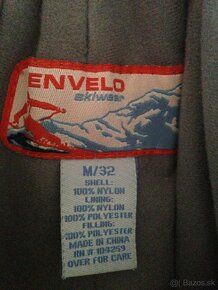 ENVELO
skiwear
M/32
SHELL:
100% NYLON
LINING:
100% NYLON
100% POLYESTER
FILLING:
100% POLYESTER
MADE IN CHINA
RN # 104259
OVER FOR CARE
bazos.sk